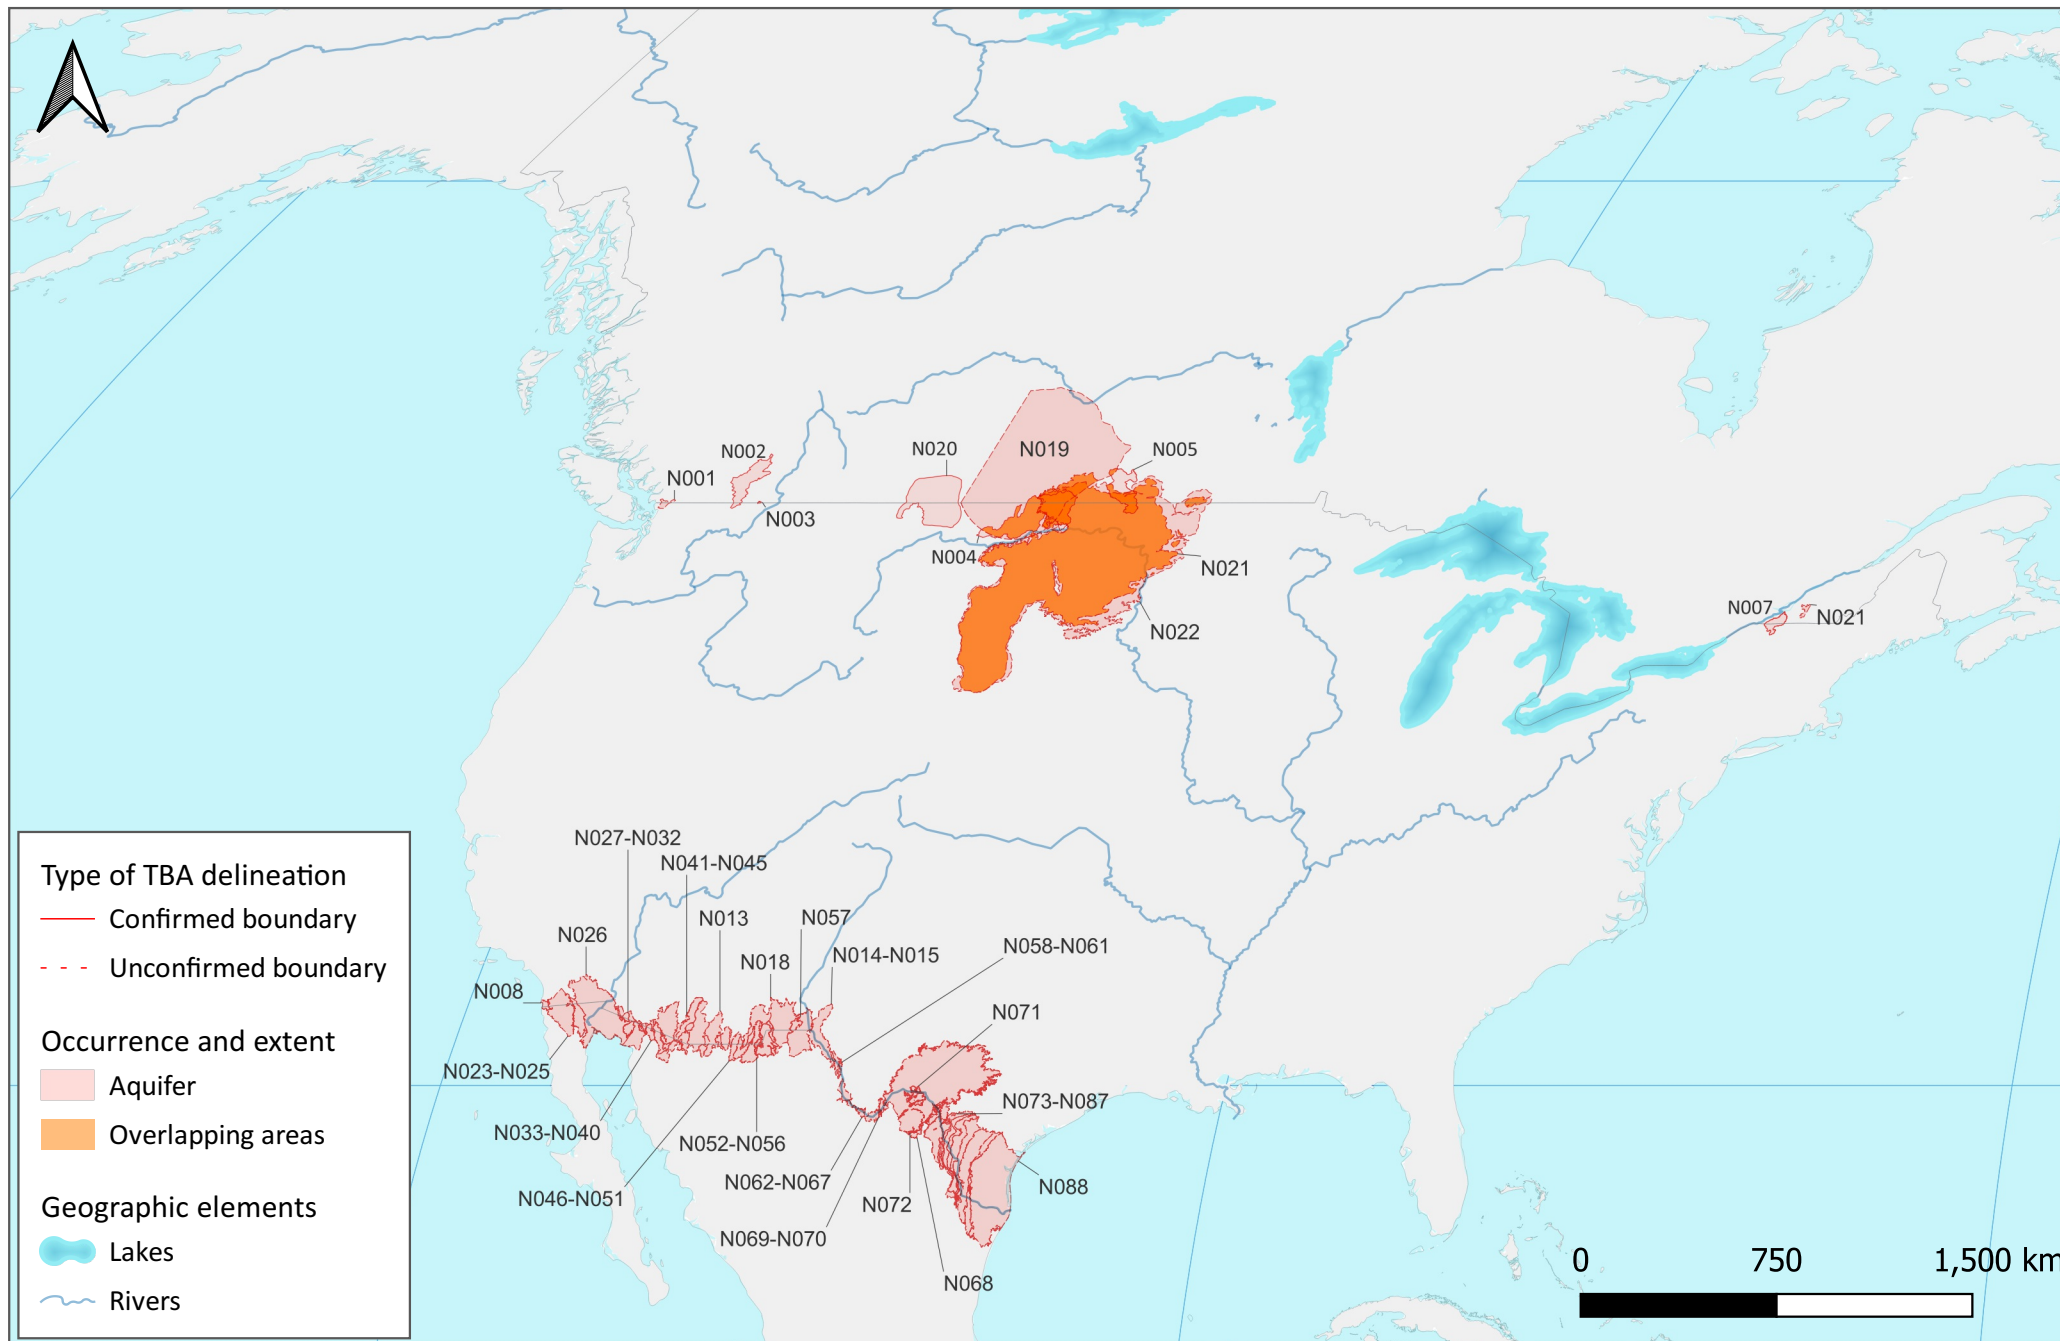 N019
N020
N002
N005
N001
N003
N004
N021
N022
N007
N021
N027-N032
N041-N045
N013
N057
N026
N018
N014-N015
N058-N061
N008
N071
N023-N025
N073-N087
N033-N040
N052-N056
N062-N067
N046-N051
N072
N088
N069-N070
N068
Type of TBA delineation
Confirmed boundary
Unconfirmed boundary
Occurrence and extent
Aquifer
Overlapping areas
Geographic elements
Lakes
Rivers
0 750 1,500 km